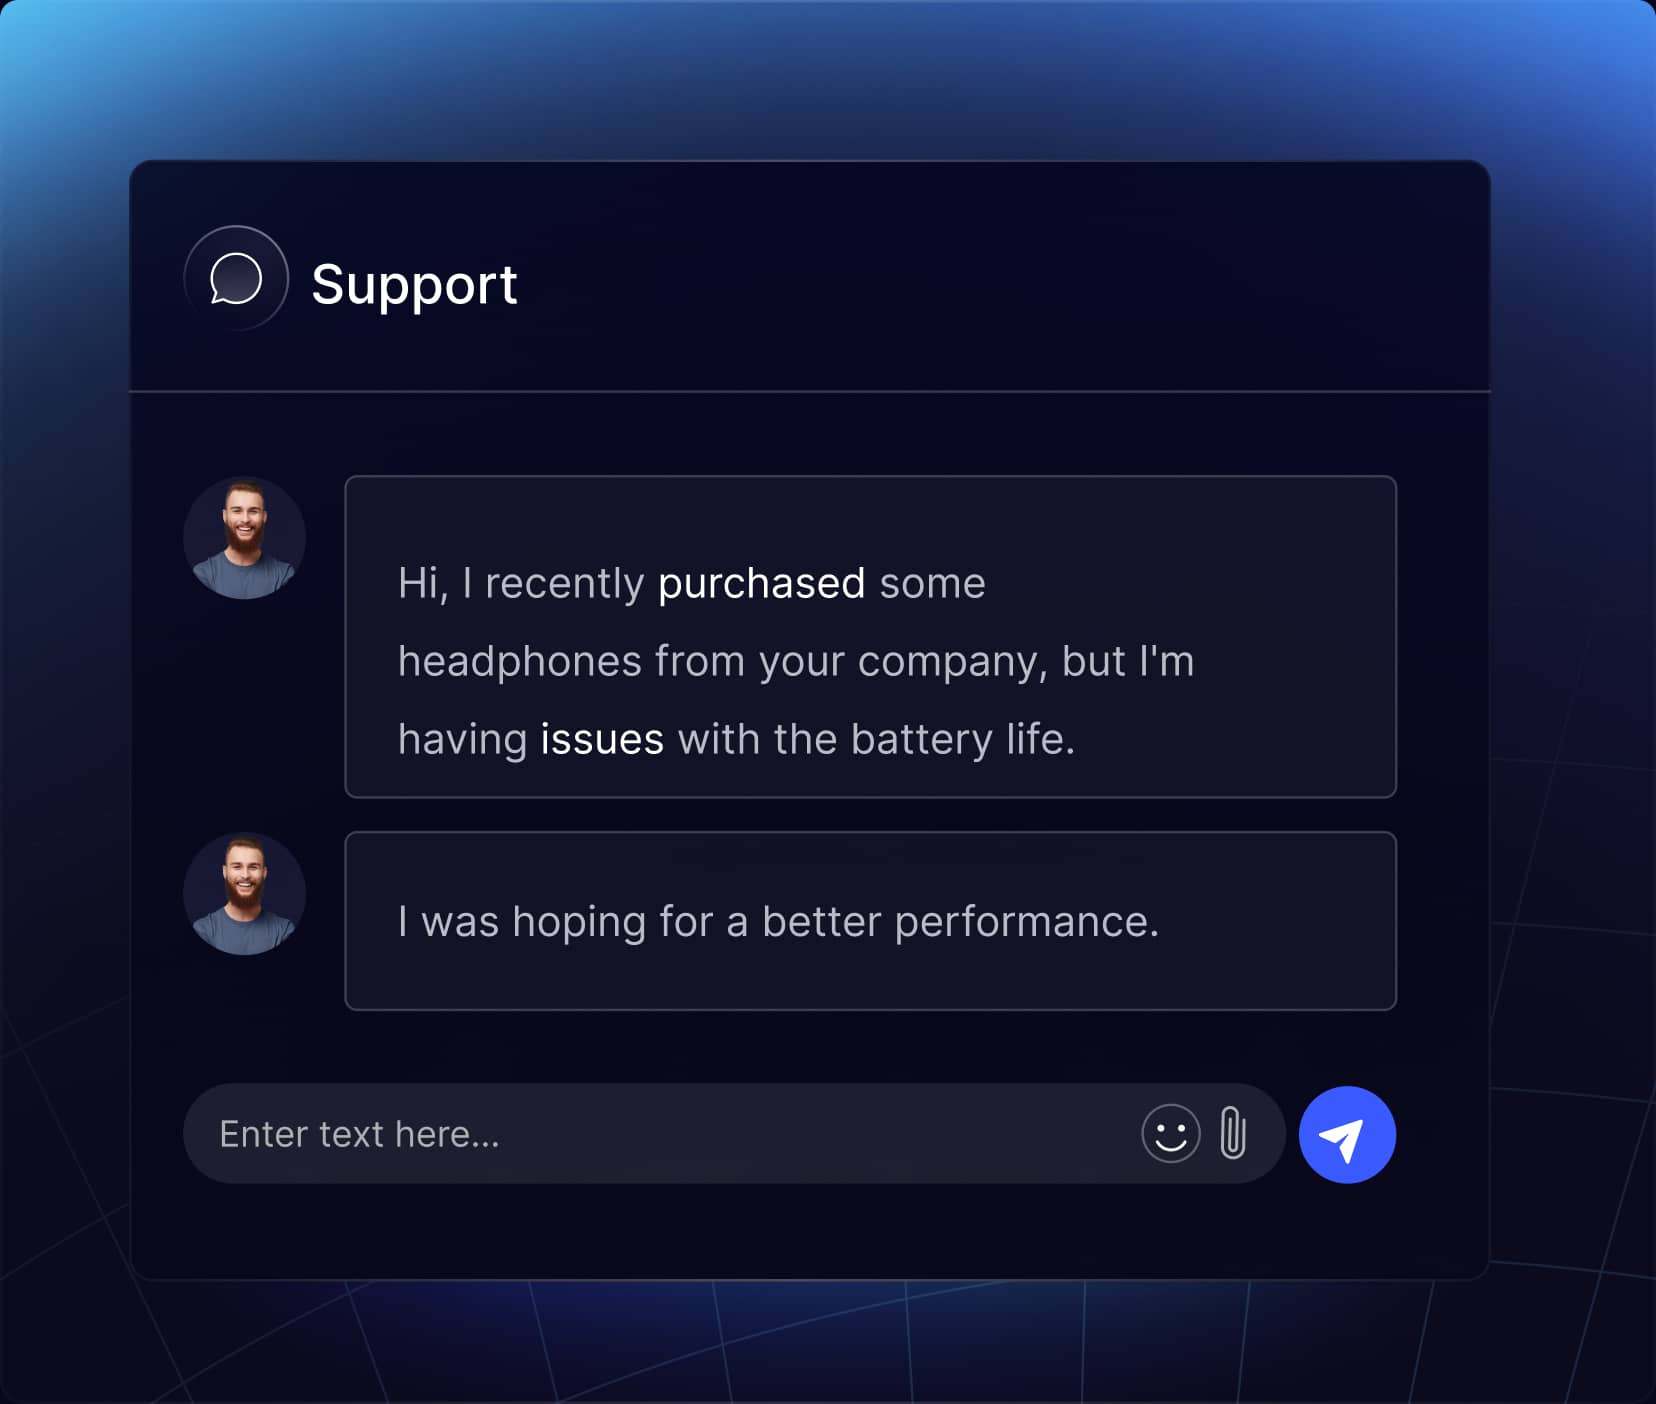 Support
Hi, I recently purchased some
headphones from your company, but I'm
having issues with the battery life.
I was hoping for a better performance.
Enter text here...